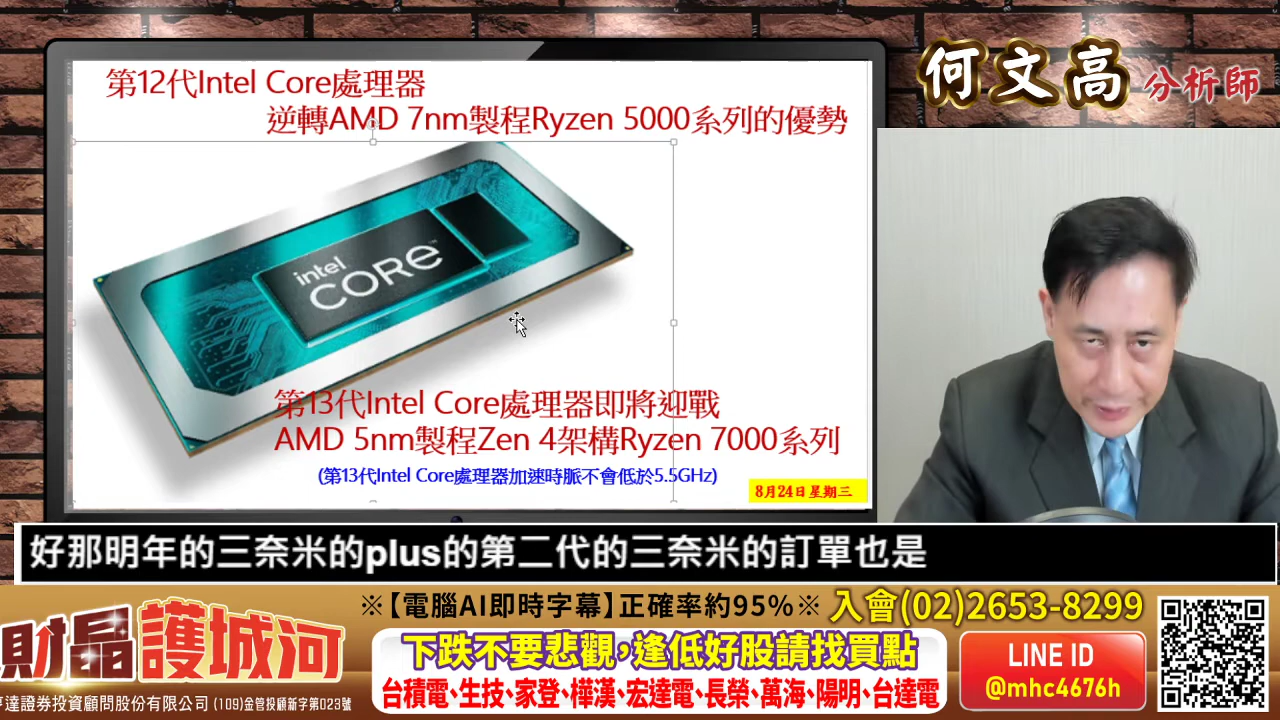 第12代Intel Core處理器
逆轉AMD 7nm製程Ryzen 5000系列的優勢
intel
CORE
第13代Intel Core處理器即將迎戰
AMD 5nm製程Zen 4架構Ryzen 7000系列
(第13代Intel Core處理器加速時脈不會低於5.5GHz)
8月24日星期三
何文高 分析師
好那明年的三奈米的plus的第二代的三奈米的訂單也是
※【電腦AI即時字幕】正確率約95%※
入會(02)2653-8299
財晶護城河
達證券投資顧問股份有限公司 (109)金管投顧新字第023號
下跌不要悲觀,逢低好股請找買點
台積電、生技、家登、樺漢、宏達電、長榮、萬海、陽明、台達電
LINE ID
@mhc4676h